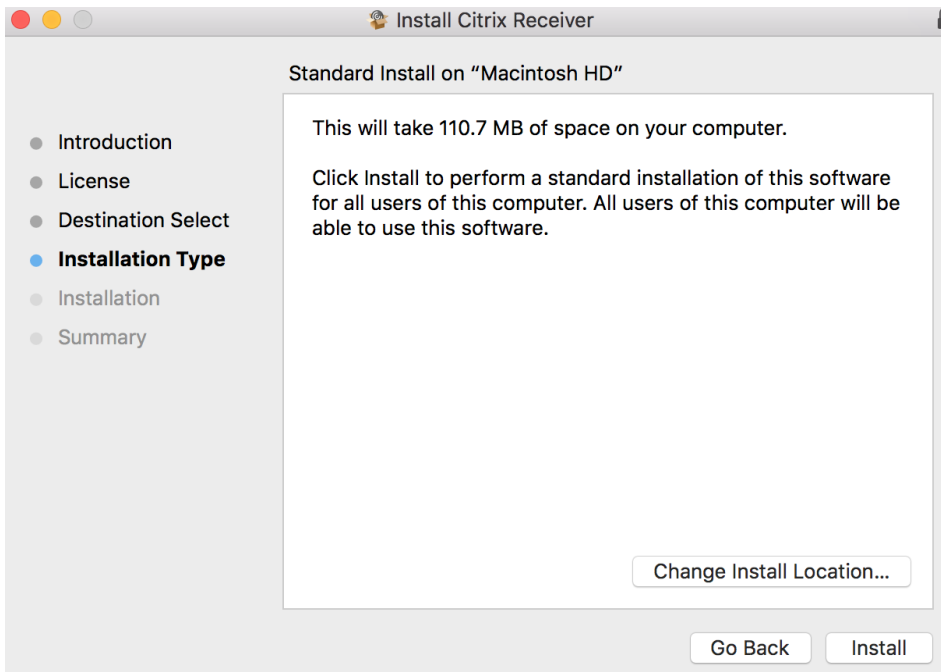 Install Citrix Receiver
Standard Install on “Macintosh HD”
Introduction
License
Destination Select
Installation Type
Installation
Summary
This will take 110.7 MB of space on your computer.
Click Install to perform a standard installation of this software
for all users of this computer. All users of this computer will be
able to use this software.
Change Install Location...
Go Back
Install